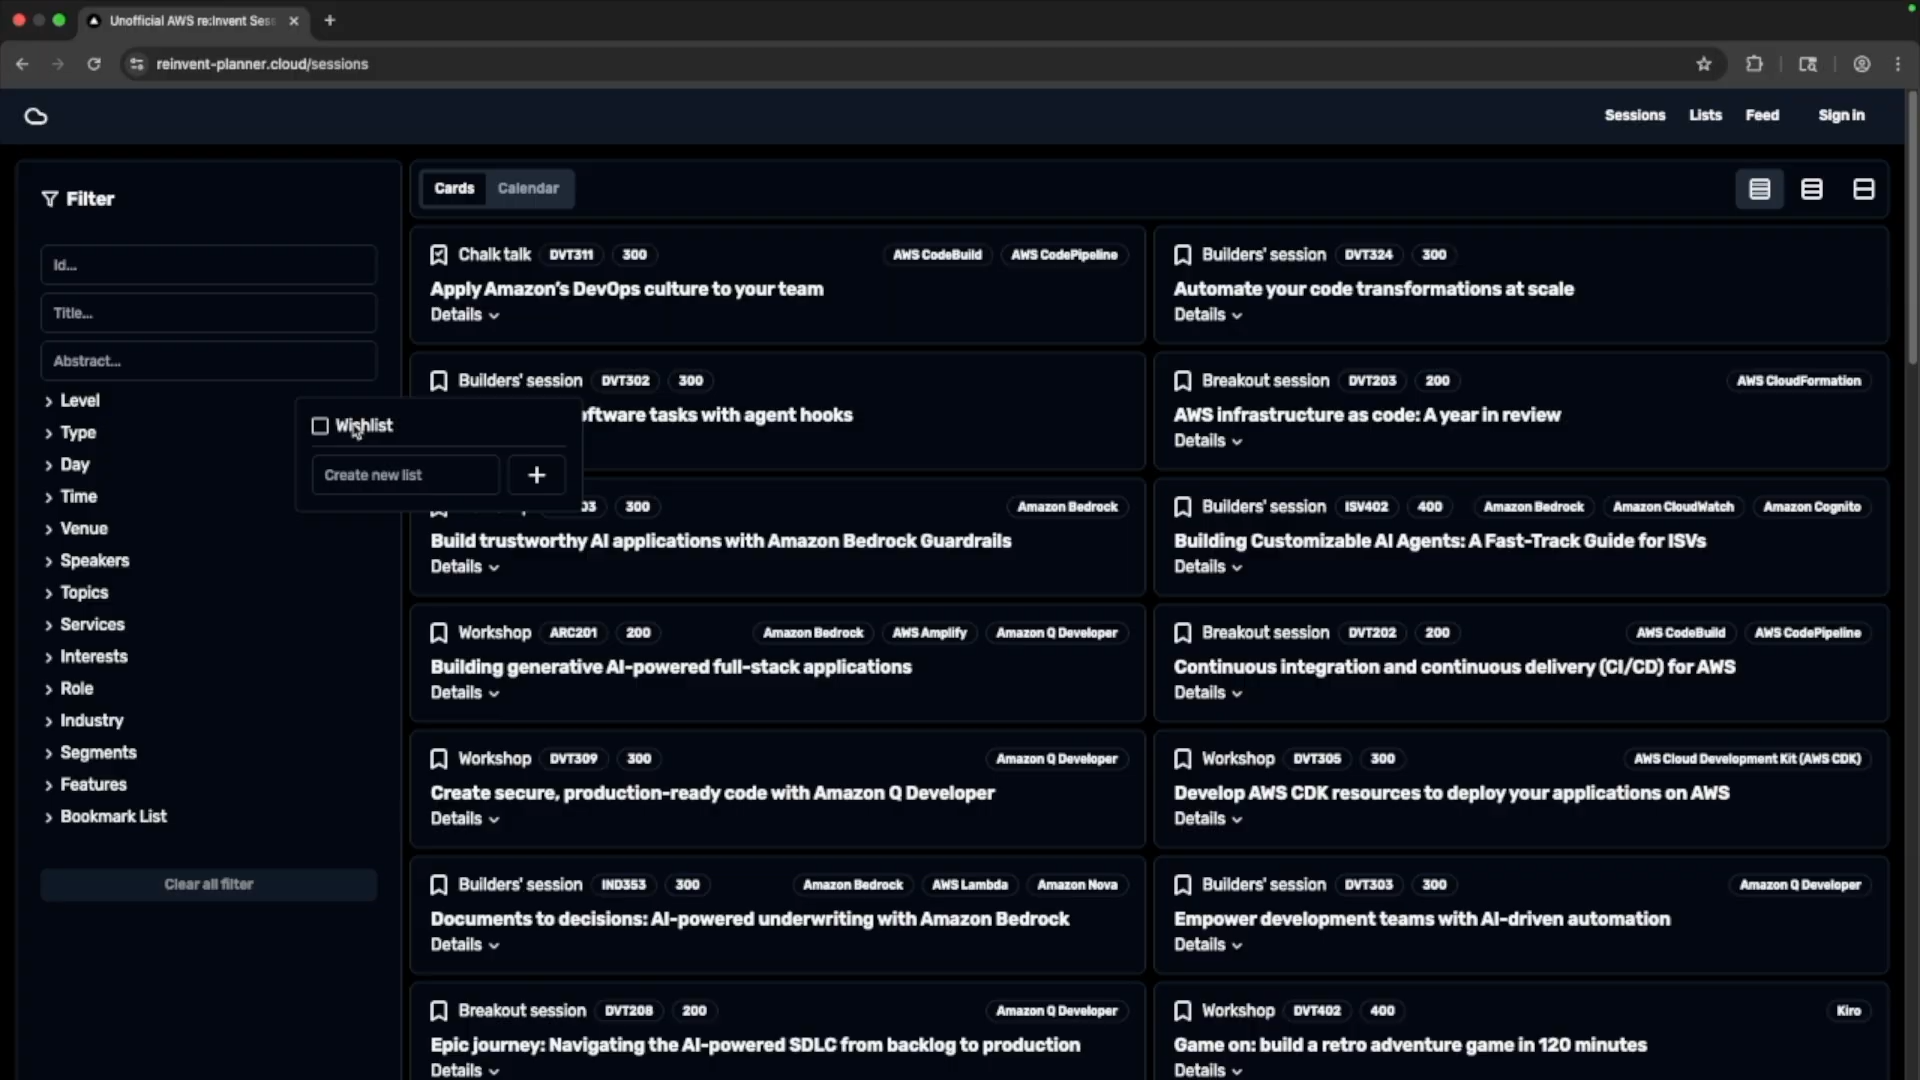 Unofficial AWS re:Invent Ses
reinvent-planner.cloud/sessions
Sessions Lists Feed Sign in
Filter
Id...
Title...
Abstract...
Level
Type
Day
Time
Venue
Speakers
Topics
Services
Interests
Role
Industry
Segments
Features
Bookmark List
Clear all filter
Wishlist
Create new list
Cards Calendar
Chalk talk DVT311 300 AWS CodeBuild AWS CodePipeline
Apply Amazon's DevOps culture to your team
Details
Builders' session DVT324 300
Automate your code transformations at scale
Details
Builders' session DVT302 300
ftware tasks with agent hooks
Breakout session DVT203 200 AWS CloudFormation
AWS infrastructure as code: A year in review
Details
03 300 Amazon Bedrock
Build trustworthy AI applications with Amazon Bedrock Guardrails
Details
Builders' session ISV402 400 Amazon Bedrock Amazon CloudWatch Amazon Cognito
Building Customizable AI Agents: A Fast-Track Guide for ISVs
Details
Workshop ARC201 200 Amazon Bedrock AWS Amplify Amazon Q Developer
Building generative AI-powered full-stack applications
Details
Breakout session DVT202 200 AWS CodeBuild AWS CodePipeline
Continuous integration and continuous delivery (CI/CD) for AWS
Details
Workshop DVT309 300 Amazon Q Developer
Create secure, production-ready code with Amazon Q Developer
Details
Workshop DVT305 300 AWS Cloud Development Kit (AWS CDK)
Develop AWS CDK resources to deploy your applications on AWS
Details
Builders' session IND353 300 Amazon Bedrock AWS Lambda Amazon Nova
Documents to decisions: AI-powered underwriting with Amazon Bedrock
Details
Builders' session DVT303 300 Amazon Q Developer
Empower development teams with AI-driven automation
Details
Breakout session DVT208 200 Amazon Q Developer
Epic journey: Navigating the AI-powered SDLC from backlog to production
Details
Workshop DVT402 400 Kiro
Game on: build a retro adventure game in 120 minutes
Details